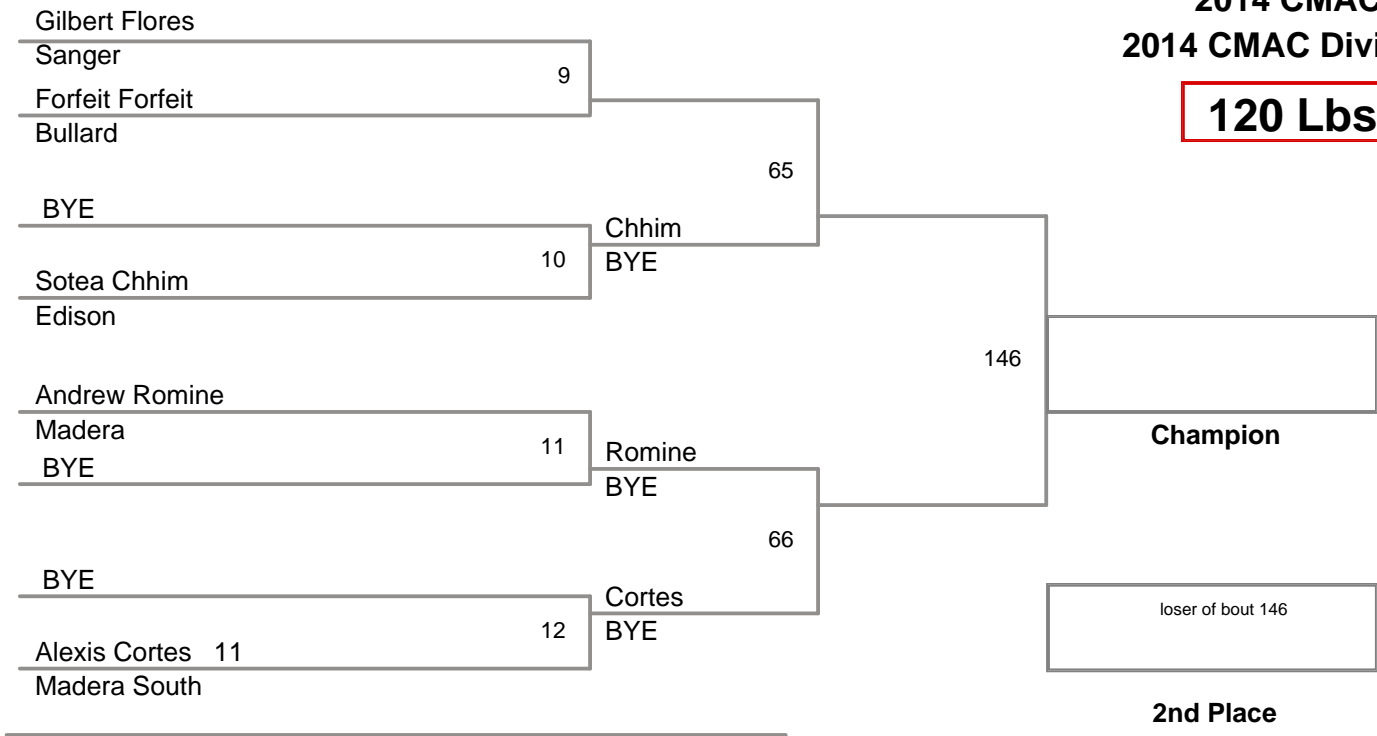 2014 CMAC
2014 CMAC Divi
120 Lbs
Gilbert Flores
Sanger
9
Forfeit Forfeit
Bullard
65
BYE
Chhim
10
BYE
Sotea Chhim
Edison
146
Andrew Romine
Madera
Champion
11
Romine
BYE
BYE
66
BYE
Cortes
loser of bout 146
12
BYE
Alexis Cortes 11
Madera South
2nd Place